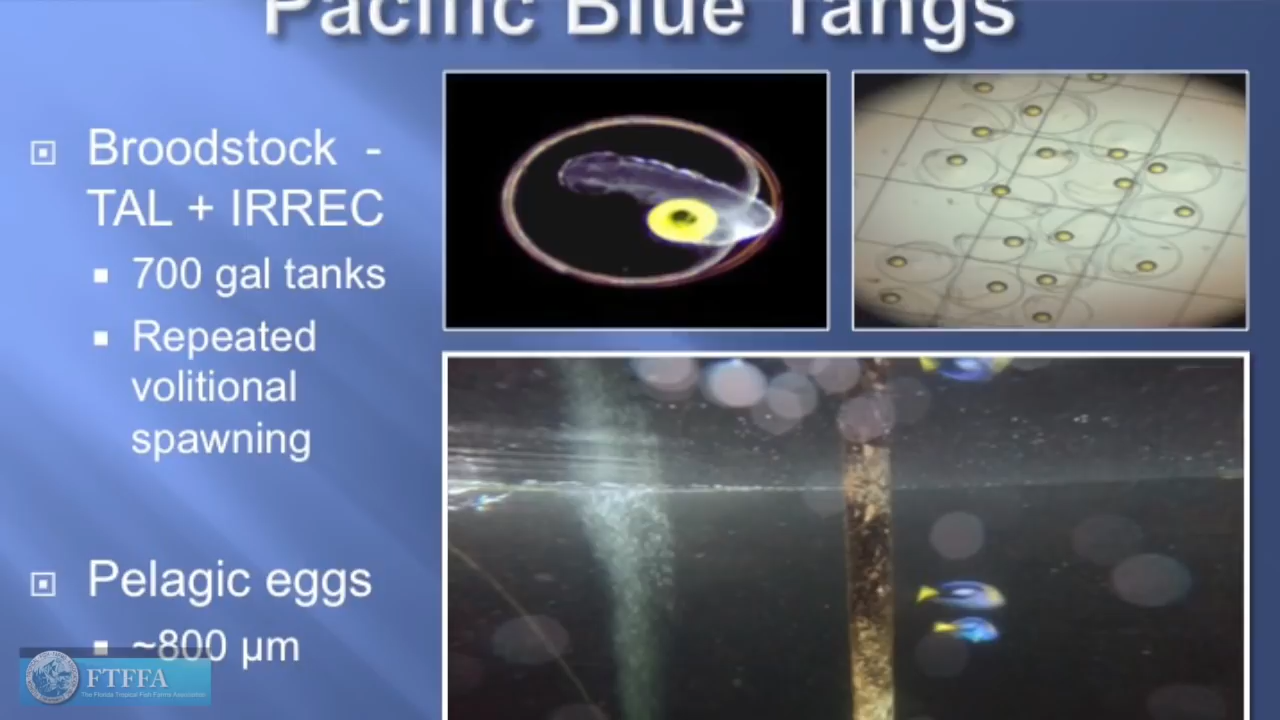 Pacific Blue Tangs
Broodstock -
TAL + IRREC
700 gal tanks
Repeated
volitional
spawning
Pelagic eggs
~800 µm
FTFFA
The Florida Tropical Fish Farms Association